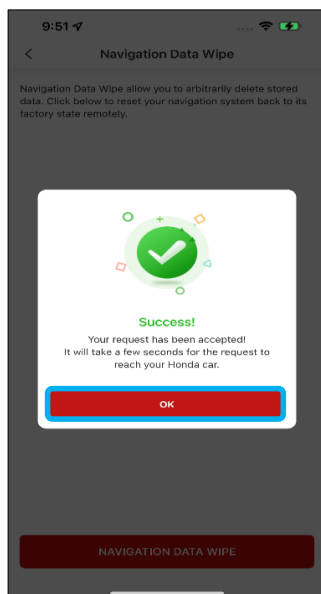 9:51
Navigation Data Wipe
Navigation Data Wipe allow you to arbitrarily delete stored
data. Click below to reset your navigation system back to its
factory state remotely.
Success!
Your request has been accepted!
It will take a few seconds for the request to
reach your Honda car.
OK
NAVIGATION DATA WIPE